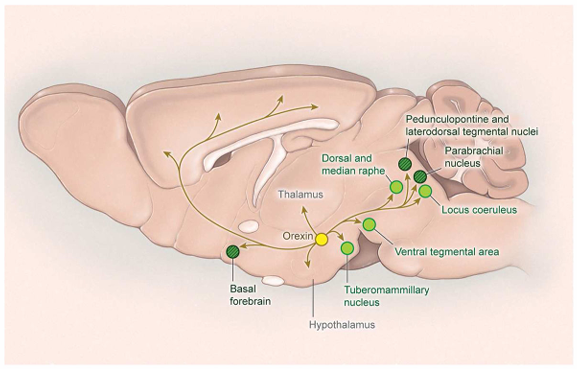 Pedunculopontine and
laterodorsal tegmental nuclei
Parabrachial
nucleus
Dorsal and
median raphe
Thalamus
Locus coeruleus
Orexin
Ventral tegmental area
Basal
forebrain
Tuberomammillary
nucleus
Hypothalamus